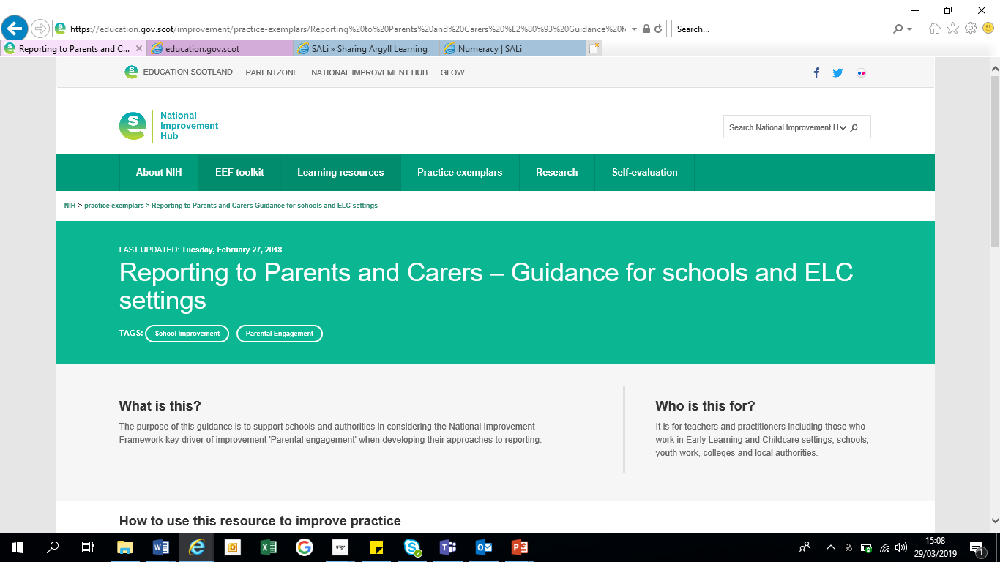 https://education.gov.scot/improvement/practice-exemplars/Reporting%20to%20Parents%20and%20Carers%20%E2%80%93%20Guidance%20f
Search...
Reporting to Parents and C...
education.gov.scot
SALi » Sharing Argyll Learning
Numeracy | SALi
EDUCATION SCOTLAND PARENTZONE NATIONAL IMPROVEMENT HUB GLOW
National
Improvement
Hub
Search National Improvement H
About NIH EEF toolkit Learning resources Practice exemplars Research Self-evaluation
NIH > practice exemplars > Reporting to Parents and Carers Guidance for schools and ELC settings
LAST UPDATED: Tuesday, February 27, 2018
Reporting to Parents and Carers – Guidance for schools and ELC
settings
TAGS: School Improvement Parental Engagement
What is this?
The purpose of this guidance is to support schools and authorities in considering the National Improvement
Framework key driver of improvement 'Parental engagement' when developing their approaches to reporting.
Who is this for?
It is for teachers and practitioners including those who
work in Early Learning and Childcare settings, schools,
youth work, colleges and local authorities.
How to use this resource to improve practice
15:08
29/03/2019
1